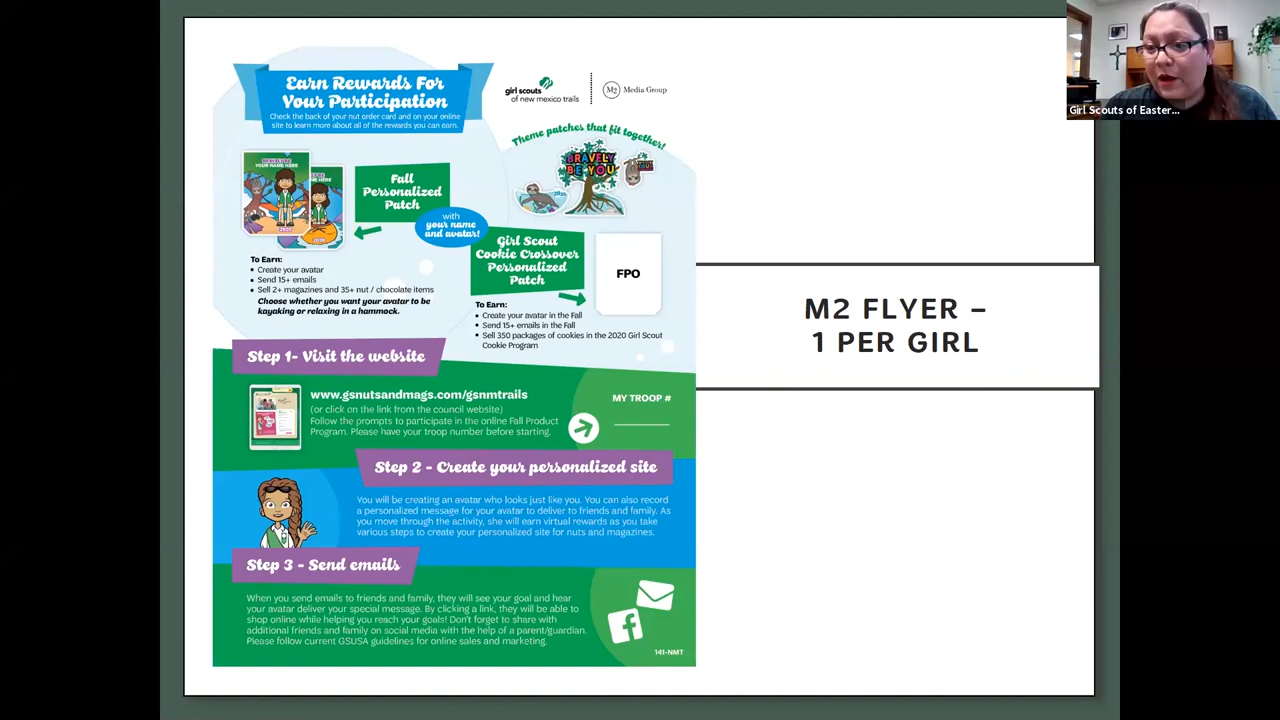 Earn Rewards For
Your Participation
Check the back of your nut order card and on your online
site to learn more about all of the rewards you can earn.
girl scouts
of new mexico trails
M2 Media Group
Theme patches that fit together!
BRAVELY
BE YOU
YOUR NAME HERE
2020
2020
Fall
Personalized
Patch
with
your name
and avatar!
To Earn:
• Create your avatar
• Send 15+ emails
• Sell 2+ magazines and 35+ nut / chocolate items
Choose whether you want your avatar to be
kayaking or relaxing in a hammock.
Girl Scout
Cookie Crossover
Personalized
Patch
FPO
To Earn:
• Create your avatar in the Fall
• Send 15+ emails in the Fall
• Sell 350 packages of cookies in the 2020 Girl Scout
Cookie Program
Step 1- Visit the website
www.gsnutsandmags.com/gsnmtrails
(or click on the link from the council website)
Follow the prompts to participate in the online Fall Product
Program. Please have your troop number before starting.
MY TROOP #
Step 2 - Create your personalized site
You will be creating an avatar who looks just like you. You can also record
a personalized message for your avatar to deliver to friends and family. As
you move through the activity, she will earn virtual rewards as you take
various steps to create your personalized site for nuts and magazines.
Step 3 - Send emails
When you send emails to friends and family, they will see your goal and hear
your avatar deliver your special message. By clicking a link, they will be able to
shop online while helping you reach your goals! Don't forget to share with
additional friends and family on social media with the help of a parent/guardian.
Please follow current GSUSA guidelines for online sales and marketing.
141-NMT
M2 FLYER –
1 PER GIRL
Girl Scouts of Easter...